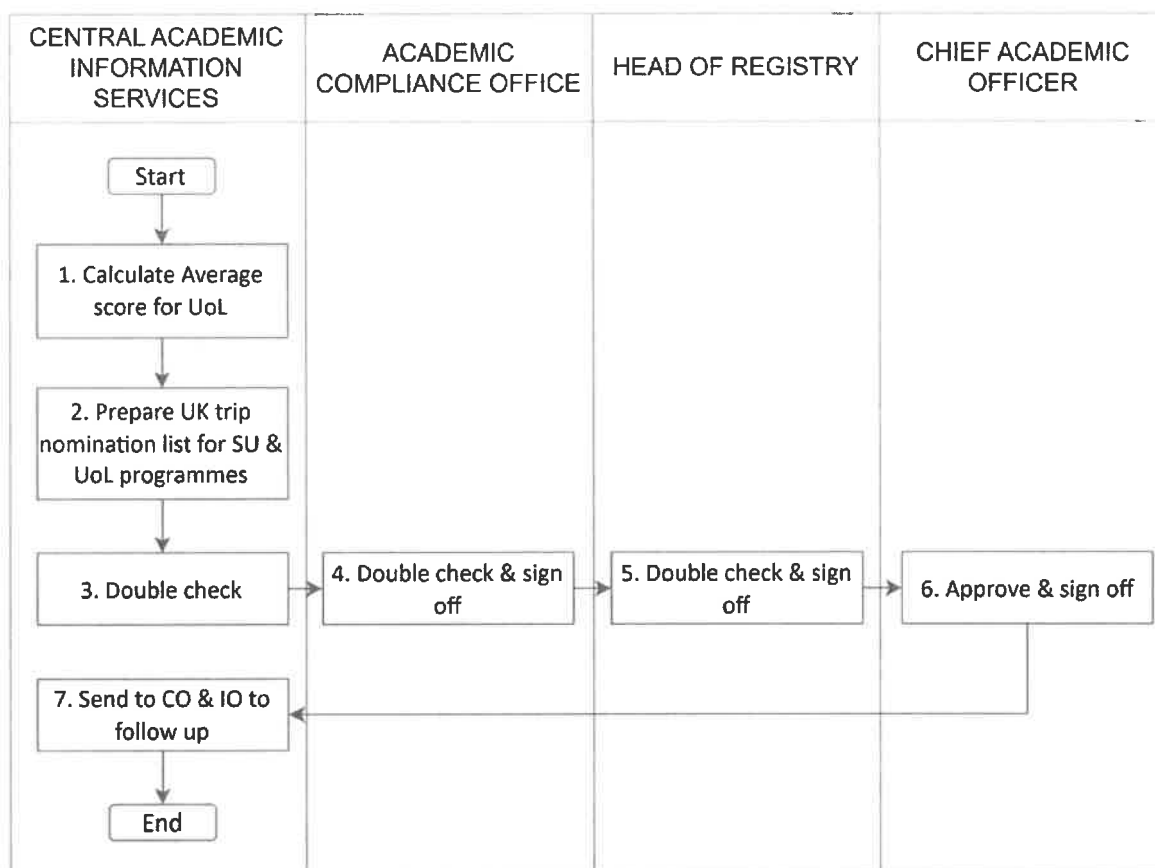 CENTRAL ACADEMIC
INFORMATION
SERVICES
ACADEMIC
COMPLIANCE OFFICE
HEAD OF REGISTRY
CHIEF ACADEMIC
OFFICER
Start
1. Calculate Average
score for UoL
2. Prepare UK trip
nomination list for SU &
UoL programmes
3. Double check
4. Double check & sign
off
5. Double check & sign
off
6. Approve & sign off
7. Send to CO & IO to
follow up
End